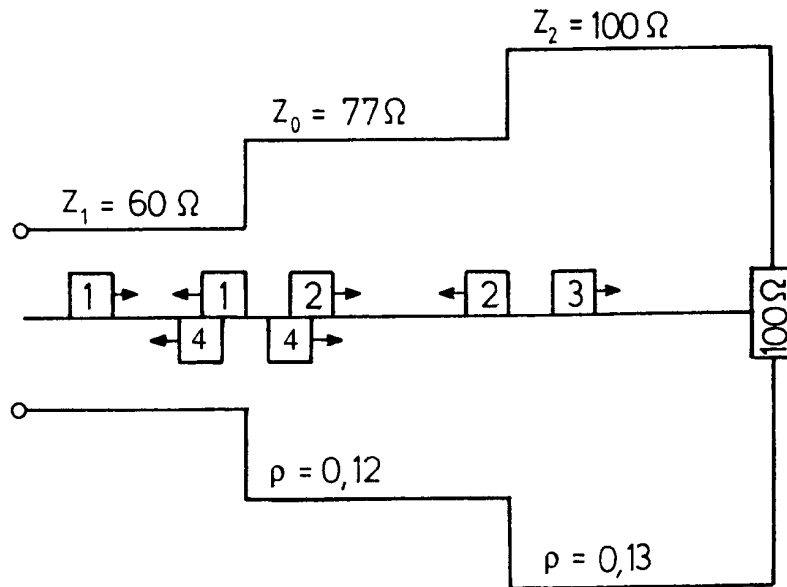 Z₂ = 100 Ω
Z₀ = 77 Ω
Z₁ = 60 Ω
1 1 2 2 3
4 4
100 Ω
ρ = 0,12
ρ = 0,13